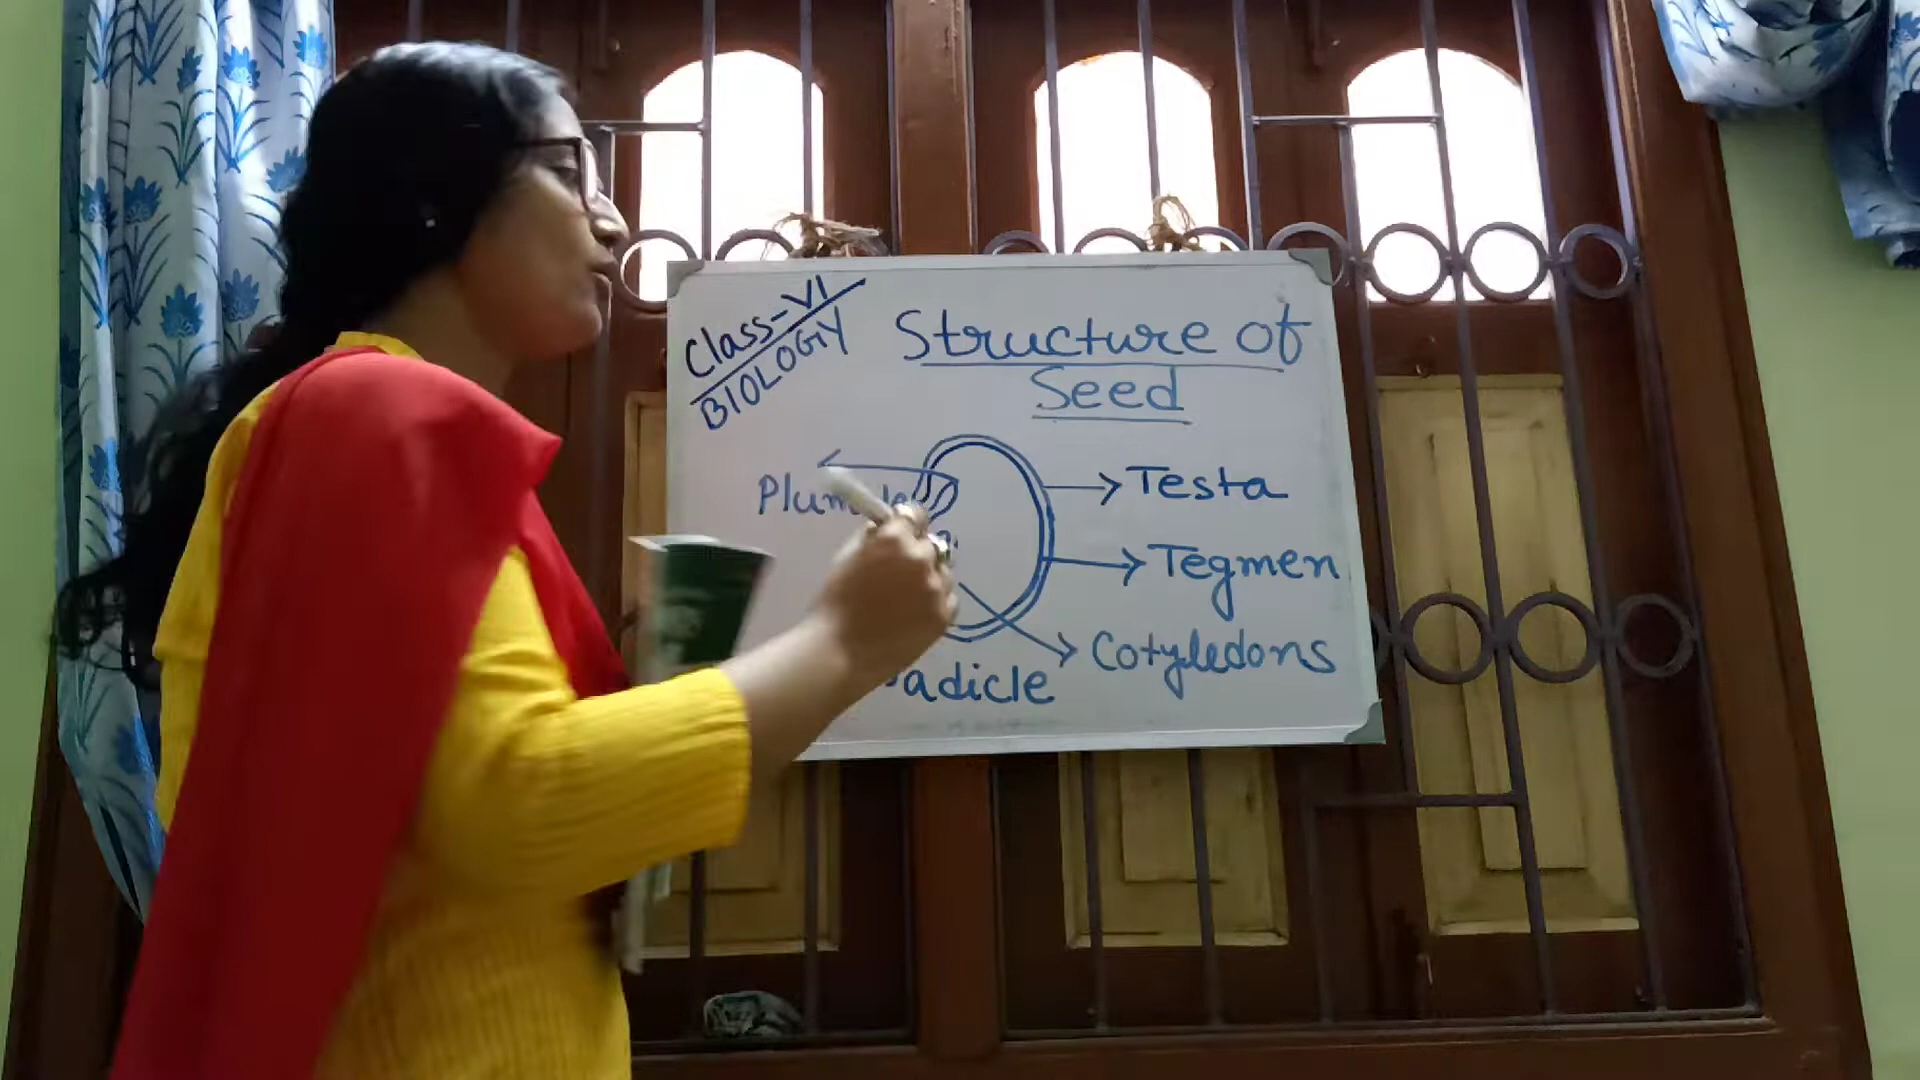 Class-VI
BIOLOGY
Structure of
Seed
Testa
Tegmen
Cotyledons